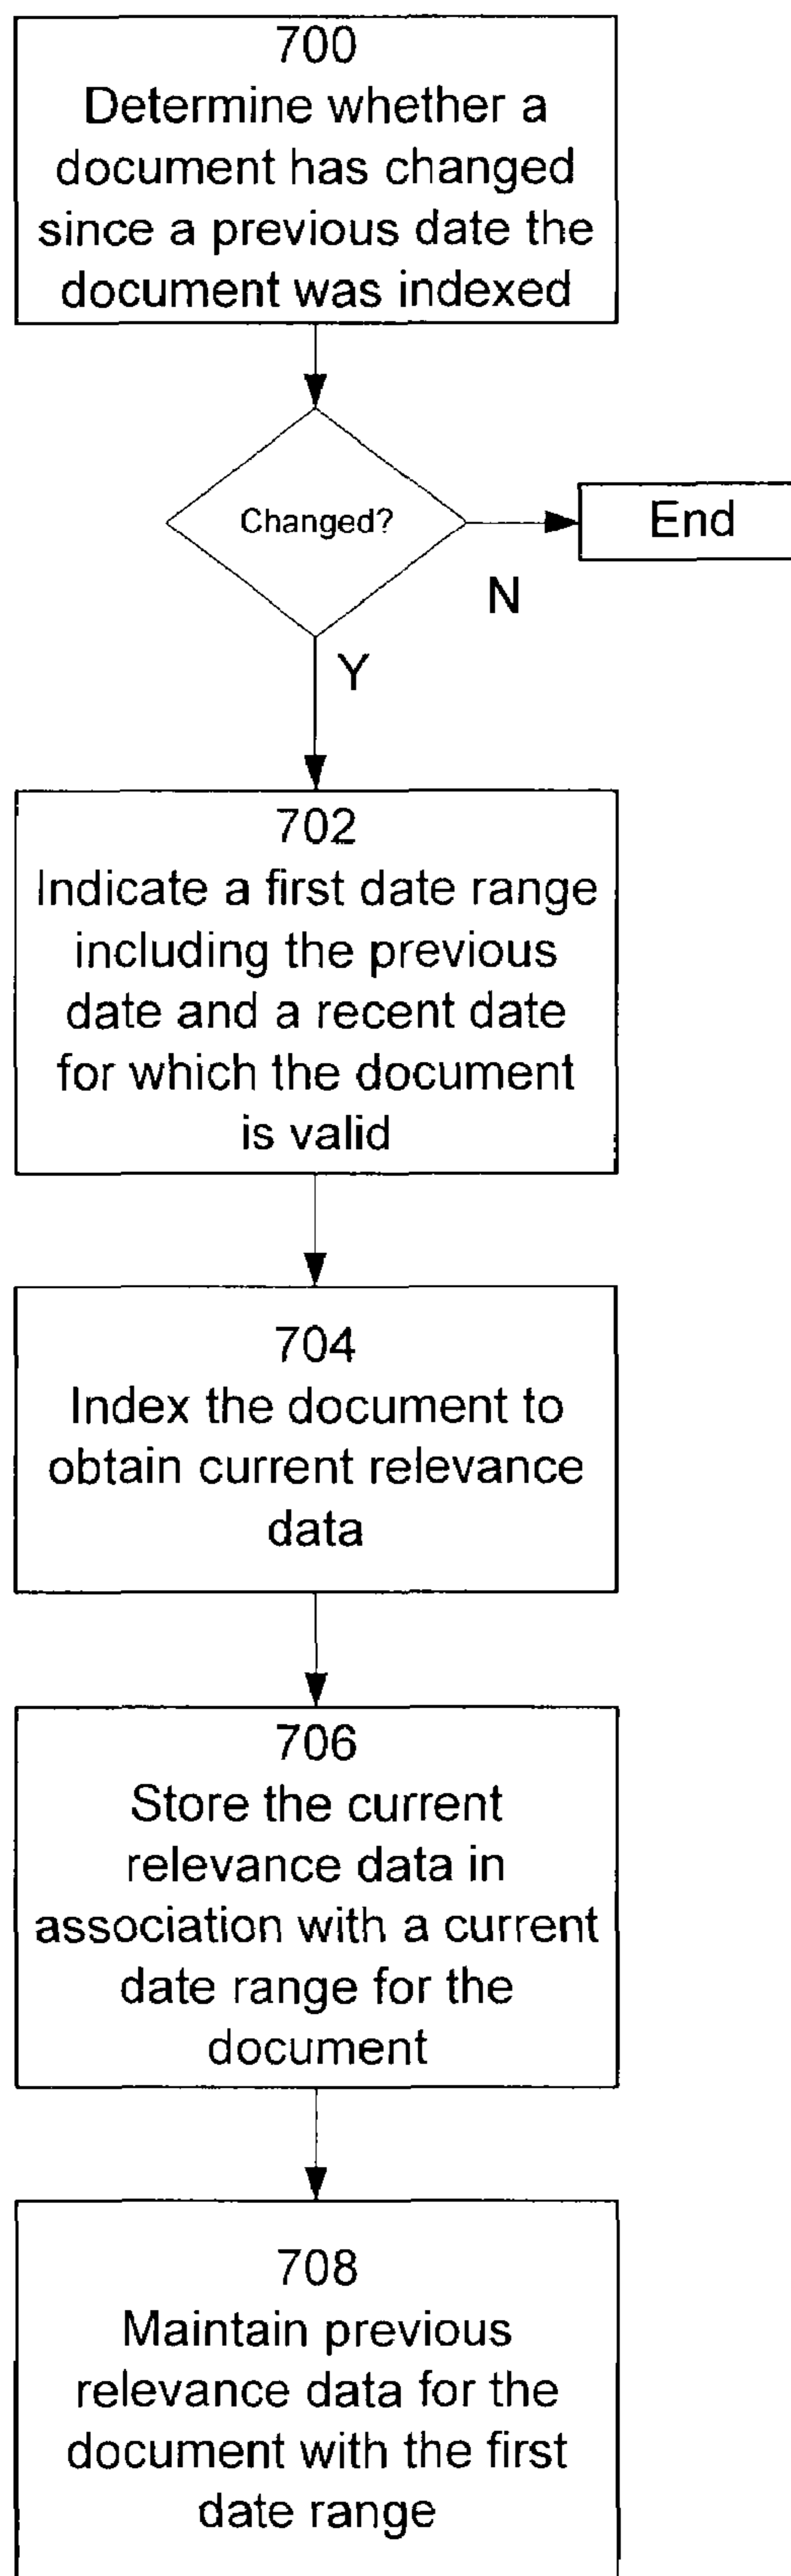 700
Determine whether a
document has changed
since a previous date the
document was indexed
Changed?
End
N
Y
702
Indicate a first date range
including the previous
date and a recent date
for which the document
is valid
704
Index the document to
obtain current relevance
data
706
Store the current
relevance data in
association with a current
date range for the
document
708
Maintain previous
relevance data for the
document with the first
date range